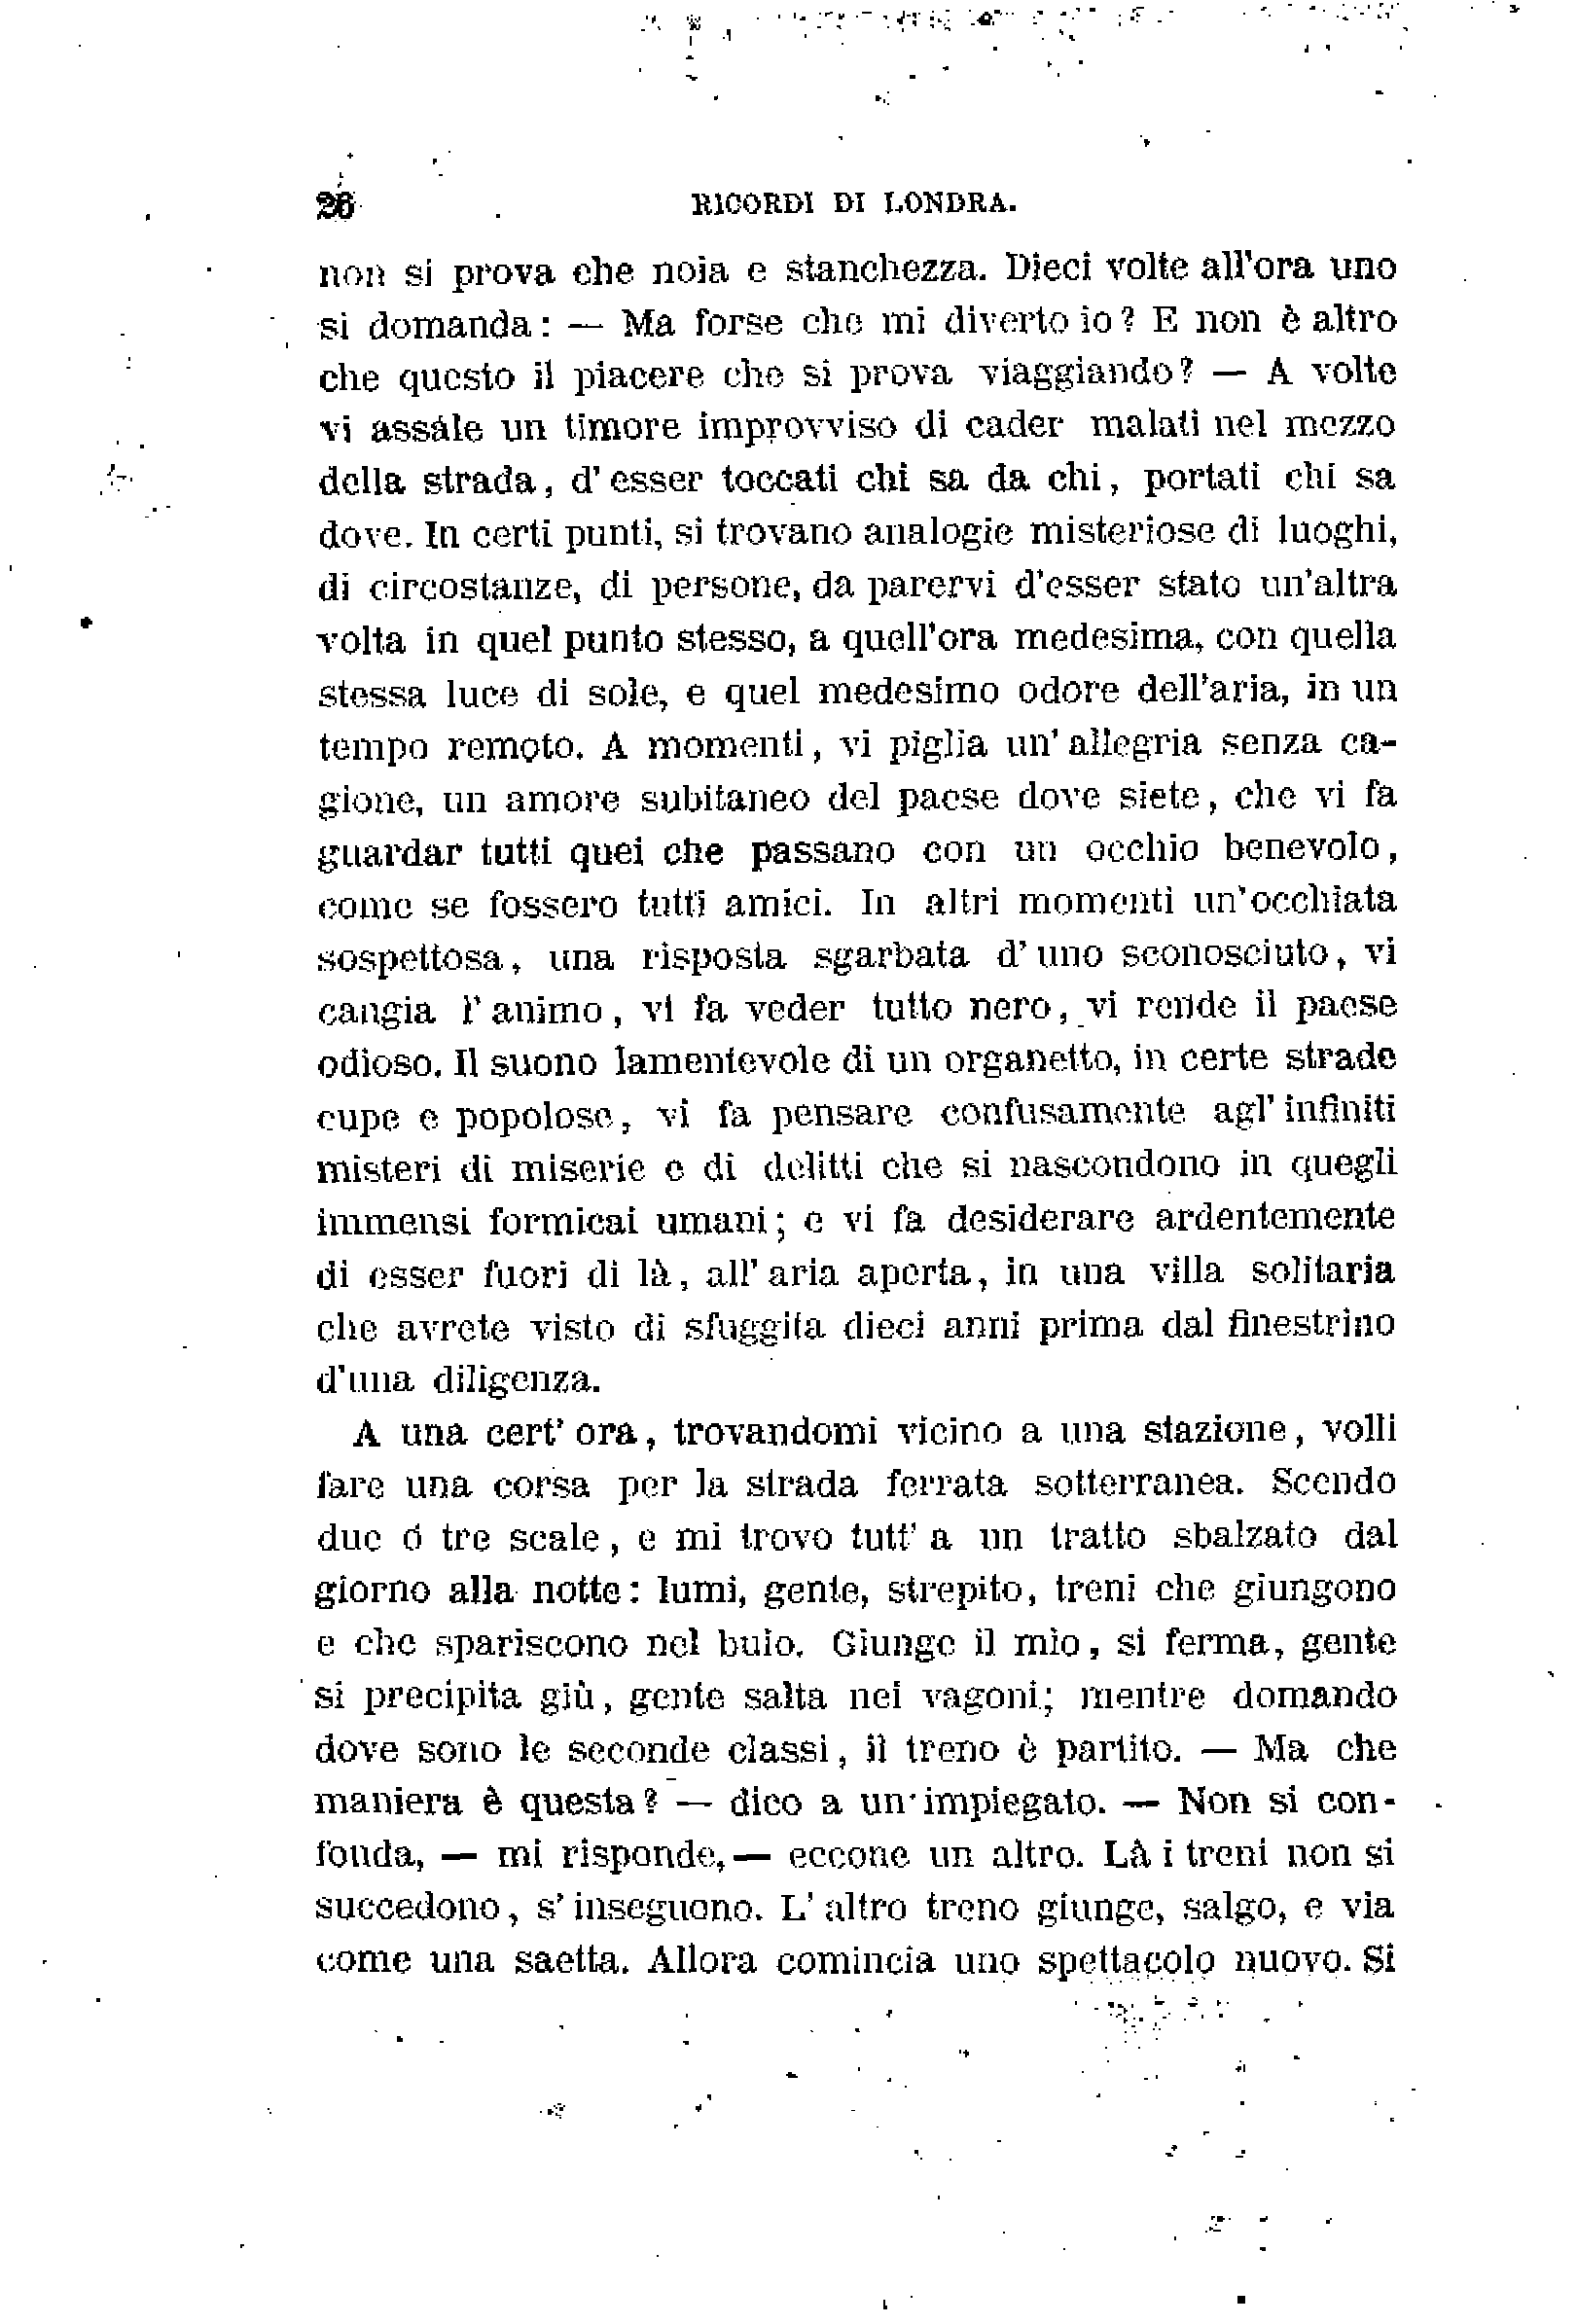 26 RICORDI DI LONDRA.
non si prova che noia e stanchezza. Dieci volte all'ora uno
si domanda: — Ma forse che mi diverto io? E non è altro
che questo il piacere che si prova viaggiando? — A volte
vi assále un timore improvviso di cader malati nel mezzo
della strada, d'esser toccati chi sa da chi, portati chi sa
dove. In certi punti, si trovano analogie misteriose di luoghi,
di circostanze, di persone, da parervi d'esser stato un'altra
volta in quel punto stesso, a quell'ora medesima, con quella
stessa luce di sole, e quel medesimo odore dell'aria, in un
tempo remoto. A momenti, vi piglia un'allegria senza ca-
gione, un amore subitaneo del paese dove siete, che vi fa
guardar tutti quei che passano con un occhio benevolo,
come se fossero tutti amici. In altri momenti un'occhiata
sospettosa, una risposta sgarbata d'uno sconosciuto, vi
cangia l'animo, vi fa veder tutto nero, vi rende il paese
odioso. Il suono lamentevole di un organetto, in certe strade
cupe e popolose, vi fa pensare confusamente agl'infiniti
misteri di miserie e di delitti che si nascondono in quegli
immensi formicai umani; e vi fa desiderare ardentemente
di esser fuori di là, all'aria aperta, in una villa solitaria
che avrete visto di sfuggita dieci anni prima dal finestrino
d'una diligenza.
A una cert'ora, trovandomi vicino a una stazione, volli
fare una corsa per la strada ferrata sotterranea. Scendo
due o tre scale, e mi trovo tutt'a un tratto sbalzato dal
giorno alla notte: lumi, gente, strepito, treni che giungono
e che spariscono nel buio. Giunge il mio, si ferma, gente
si precipita giù, gente salta nei vagoni; mentre domando
dove sono le seconde classi, il treno è partito. — Ma che
maniera è questa? — dico a un impiegato. — Non si con-
fonda, — mi risponde, — eccone un altro. Là i treni non si
succedono, s'inseguono. L'altro treno giunge, salgo, e via
come una saetta. Allora comincia uno spettacolo nuovo. Si